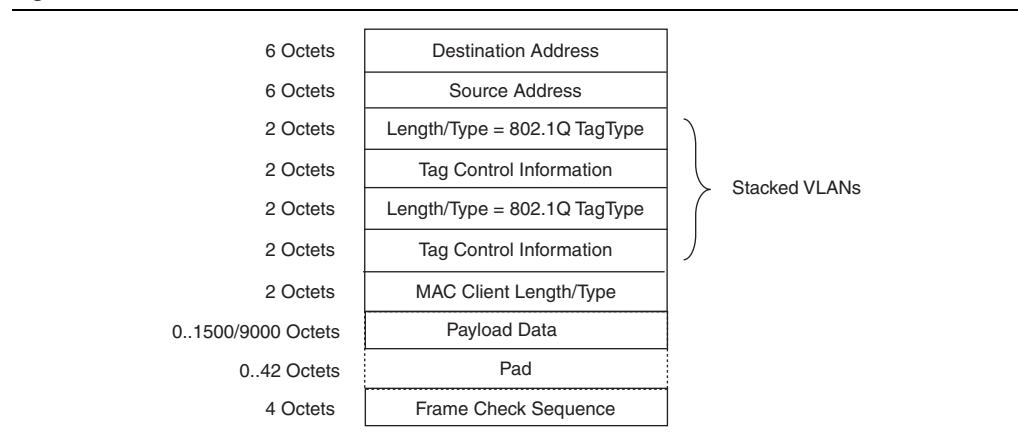 6 Octets Destination Address
6 Octets Source Address
2 Octets Length/Type = 802.1Q TagType
2 Octets Tag Control Information
Stacked VLANs
2 Octets Length/Type = 802.1Q TagType
2 Octets Tag Control Information
2 Octets MAC Client Length/Type
0..1500/9000 Octets Payload Data
0..42 Octets Pad
4 Octets Frame Check Sequence